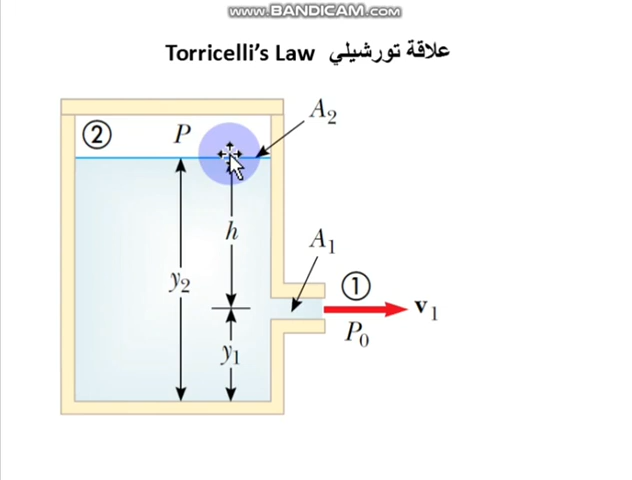 www.BANDICAM.com
Torricelli's Law علاقة تورشيلي
② P A₂
h
A₁
y₂
① v₁
P₀
y₁